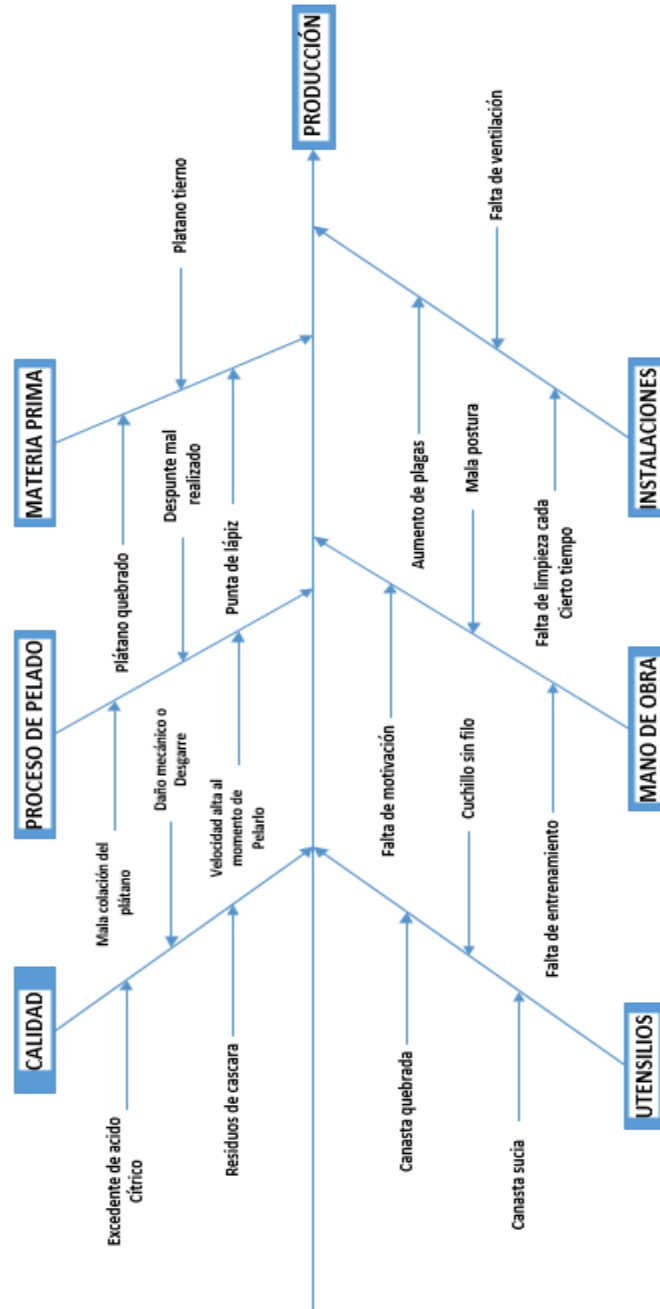 CALIDAD
PROCESO DE PELADO
MATERIA PRIMA
Excedente de acido
Cítrico
Daño mecánico o
Desgarre
Residuos de cascara
Mala colación del
plátano
Despunte mal
realizado
Velocidad alta al
momento de
Pelarlo
Plátano quebrado
Platano tierno
Punta de lápiz
PRODUCCIÓN
Canasta quebrada
Cuchillo sin filo
Canasta sucia
Falta de motivación
Mala postura
Falta de entrenamiento
Aumento de plagas
Falta de ventilación
Falta de limpieza cada
Cierto tiempo
UTENSILIOS
MANO DE OBRA
INSTALACIONES